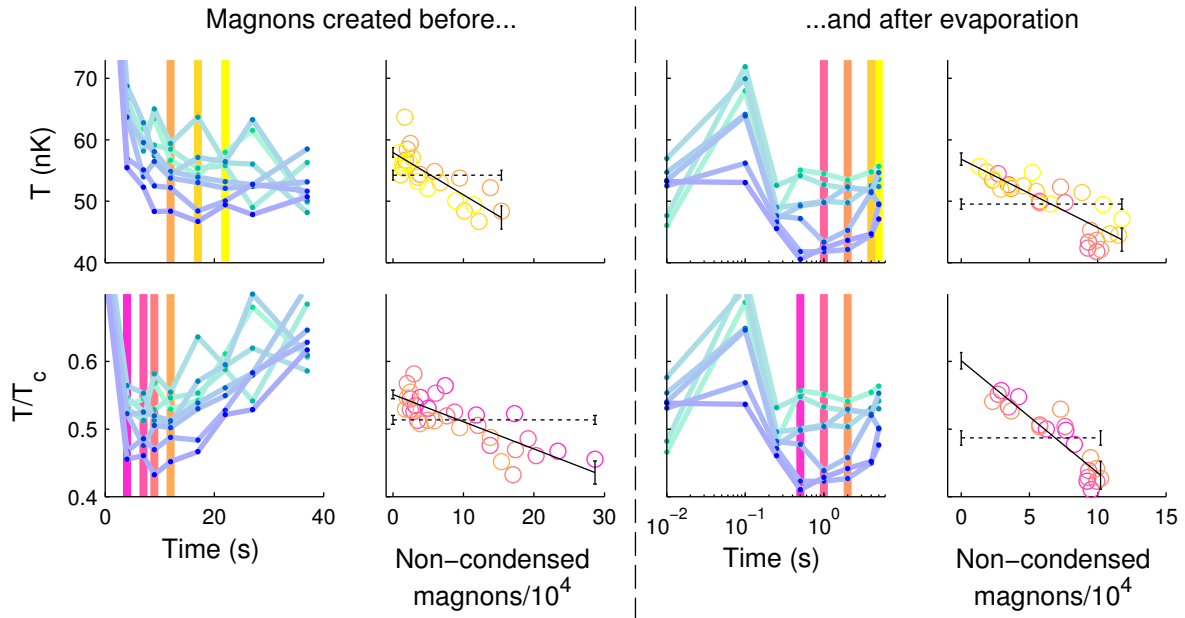 Magnons created before...
...and after evaporation
T (nK)
70
60
50
40
T/T_c
0.6
0.5
0.4
0
20
40
Time (s)
0
10
20
30
Non−condensed
magnons/10^4
10^−2
10^−1
10^0
Time (s)
0
5
10
15
Non−condensed
magnons/10^4